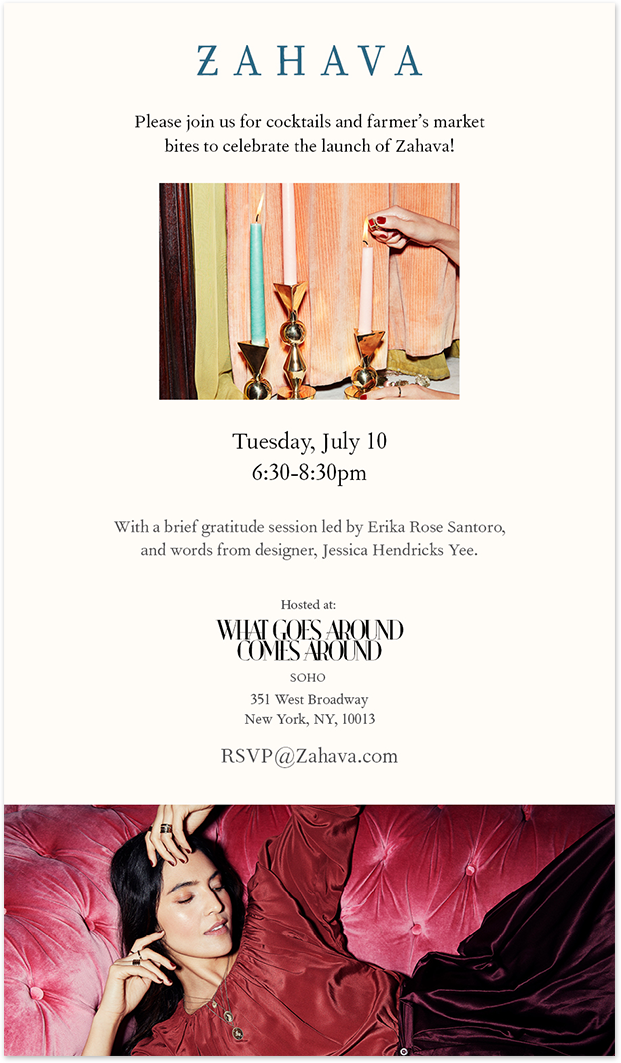 ZAHAVA
Please join us for cocktails and farmer’s market
bites to celebrate the launch of Zahava!
Tuesday, July 10
6:30-8:30pm
With a brief gratitude session led by Erika Rose Santoro,
and words from designer, Jessica Hendricks Yee.
Hosted at:
WHAT GOES AROUND
COMES AROUND
SOHO
351 West Broadway
New York, NY, 10013
RSVP@Zahava.com